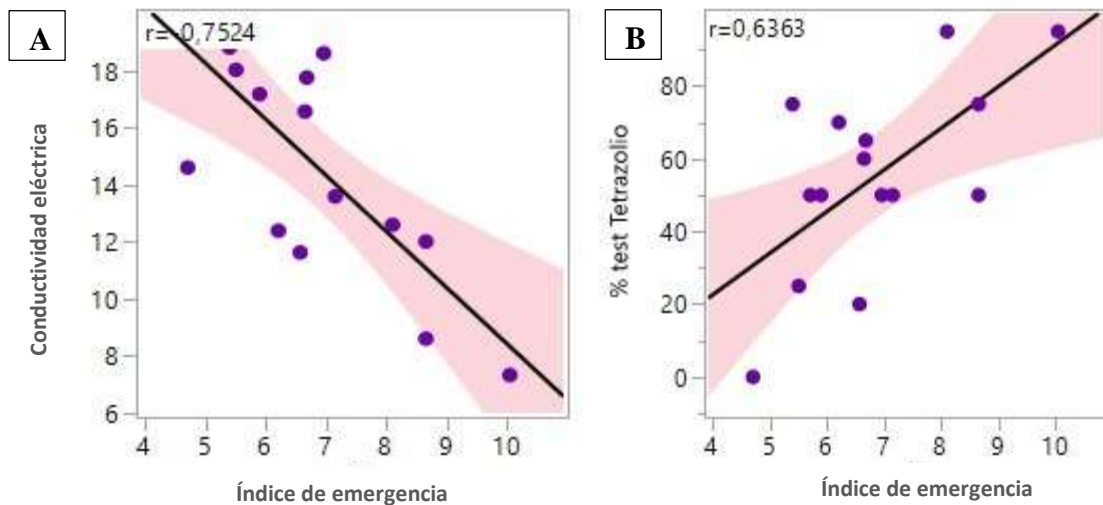 A
r= -0,7524
Conductividad eléctrica
18
16
14
12
10
8
6
4 5 6 7 8 9 10
Índice de emergencia
B
r=0,6363
% test Tetrazolio
80
60
40
20
0
4 5 6 7 8 9 10
Índice de emergencia